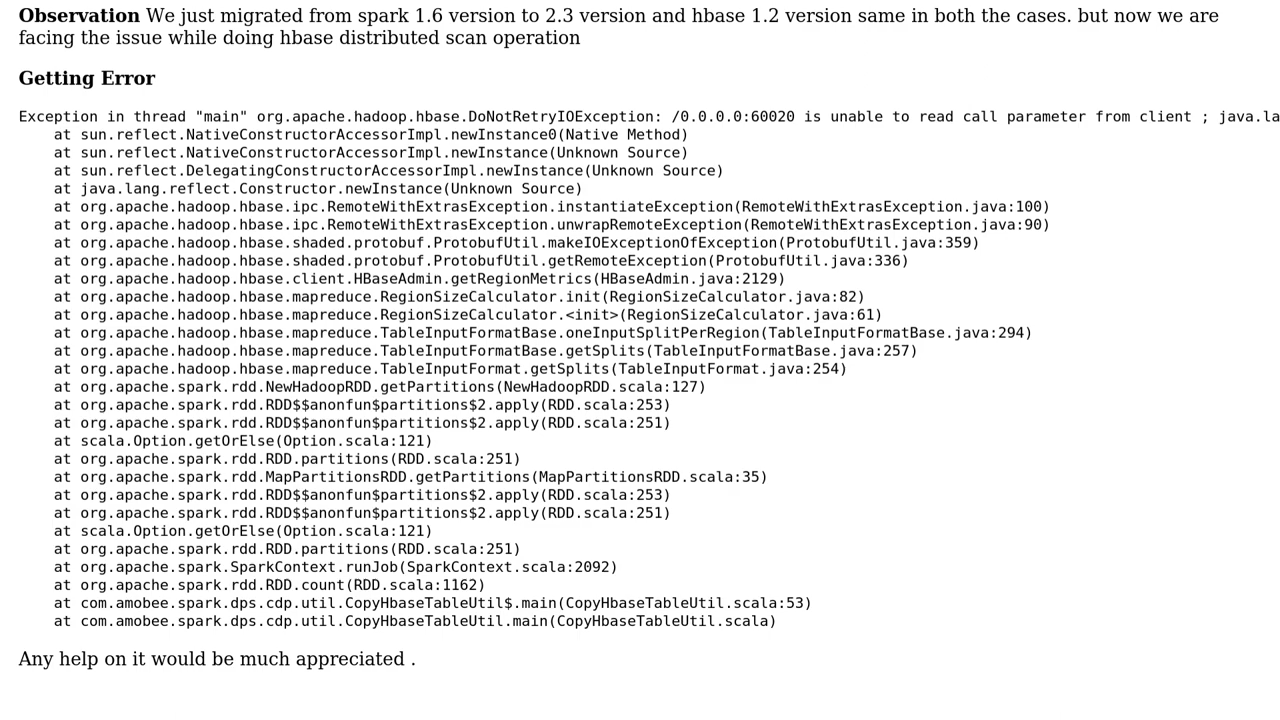 Observation We just migrated from spark 1.6 version to 2.3 version and hbase 1.2 version same in both the cases. but now we are
facing the issue while doing hbase distributed scan operation
Getting Error
Exception in thread "main" org.apache.hadoop.hbase.DoNotRetryIOException: /0.0.0.0:60020 is unable to read call parameter from client ; java.la
at sun.reflect.NativeConstructorAccessorImpl.newInstance0(Native Method)
at sun.reflect.NativeConstructorAccessorImpl.newInstance(Unknown Source)
at sun.reflect.DelegatingConstructorAccessorImpl.newInstance(Unknown Source)
at java.lang.reflect.Constructor.newInstance(Unknown Source)
at org.apache.hadoop.hbase.ipc.RemoteWithExtrasException.instantiateException(RemoteWithExtrasException.java:100)
at org.apache.hadoop.hbase.ipc.RemoteWithExtrasException.unwrapRemoteException(RemoteWithExtrasException.java:90)
at org.apache.hadoop.hbase.shaded.protobuf.ProtobufUtil.makeIOExceptionOfException(ProtobufUtil.java:359)
at org.apache.hadoop.hbase.shaded.protobuf.ProtobufUtil.getRemoteException(ProtobufUtil.java:336)
at org.apache.hadoop.hbase.client.HBaseAdmin.getRegionMetrics(HBaseAdmin.java:2129)
at org.apache.hadoop.hbase.mapreduce.RegionSizeCalculator.init(RegionSizeCalculator.java:82)
at org.apache.hadoop.hbase.mapreduce.RegionSizeCalculator.<init>(RegionSizeCalculator.java:61)
at org.apache.hadoop.hbase.mapreduce.TableInputFormatBase.oneInputSplitPerRegion(TableInputFormatBase.java:294)
at org.apache.hadoop.hbase.mapreduce.TableInputFormatBase.getSplits(TableInputFormatBase.java:257)
at org.apache.hadoop.hbase.mapreduce.TableInputFormat.getSplits(TableInputFormat.java:254)
at org.apache.spark.rdd.NewHadoopRDD.getPartitions(NewHadoopRDD.scala:127)
at org.apache.spark.rdd.RDD$$anonfun$partitions$2.apply(RDD.scala:253)
at org.apache.spark.rdd.RDD$$anonfun$partitions$2.apply(RDD.scala:251)
at scala.Option.getOrElse(Option.scala:121)
at org.apache.spark.rdd.RDD.partitions(RDD.scala:251)
at org.apache.spark.rdd.MapPartitionsRDD.getPartitions(MapPartitionsRDD.scala:35)
at org.apache.spark.rdd.RDD$$anonfun$partitions$2.apply(RDD.scala:253)
at org.apache.spark.rdd.RDD$$anonfun$partitions$2.apply(RDD.scala:251)
at scala.Option.getOrElse(Option.scala:121)
at org.apache.spark.rdd.RDD.partitions(RDD.scala:251)
at org.apache.spark.SparkContext.runJob(SparkContext.scala:2092)
at org.apache.spark.rdd.RDD.count(RDD.scala:1162)
at com.amobee.spark.dps.cdp.util.CopyHbaseTableUtil$.main(CopyHbaseTableUtil.scala:53)
at com.amobee.spark.dps.cdp.util.CopyHbaseTableUtil.main(CopyHbaseTableUtil.scala)
Any help on it would be much appreciated .